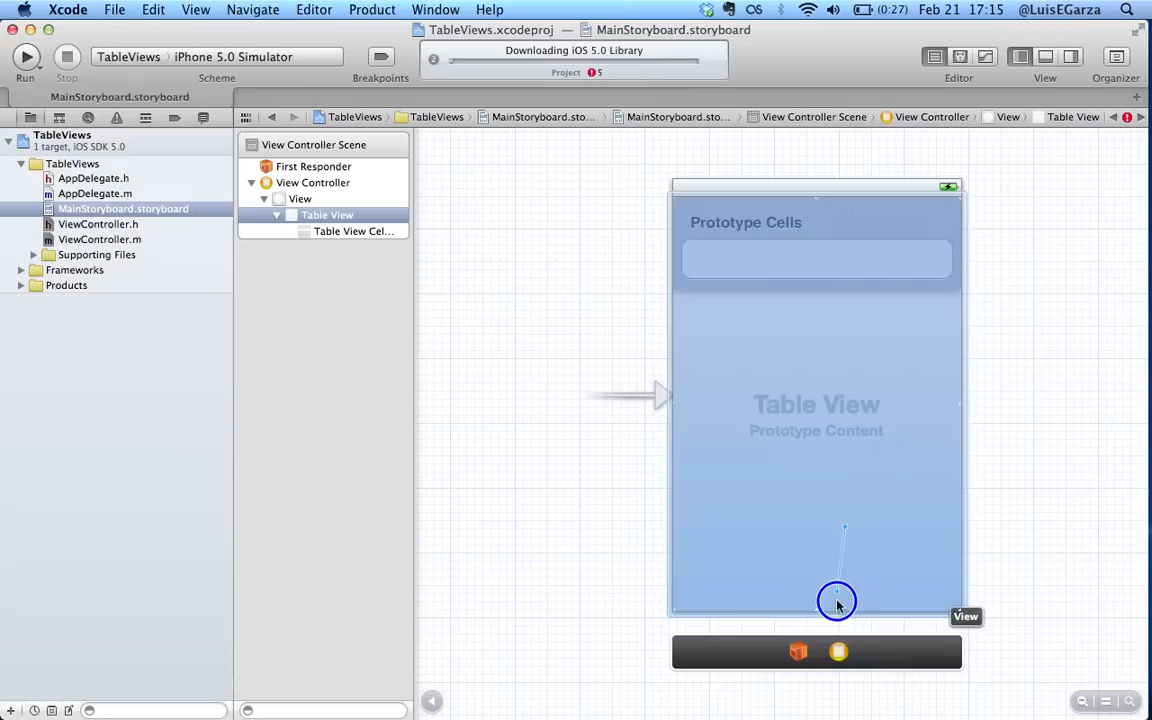 Xcode File Edit View Navigate Editor Product Window Help (0:27) Feb 21 17:15 @LuisEGarza
TableViews.xcodeproj — MainStoryboard.storyboard
TableViews iPhone 5.0 Simulator
Downloading iOS 5.0 Library
2
Project 5
Run Stop Scheme Breakpoints Editor View Organizer
MainStoryboard.storyboard
TableViews TableViews MainStoryboard.sto... MainStoryboard.sto... View Controller Scene View Controller View Table View
TableViews
1 target, iOS SDK 5.0
TableViews
AppDelegate.h
AppDelegate.m
MainStoryboard.storyboard
ViewController.h
ViewController.m
Supporting Files
Frameworks
Products
View Controller Scene
First Responder
View Controller
View
Table View
Table View Cel...
Prototype Cells
Table View
Prototype Content
View